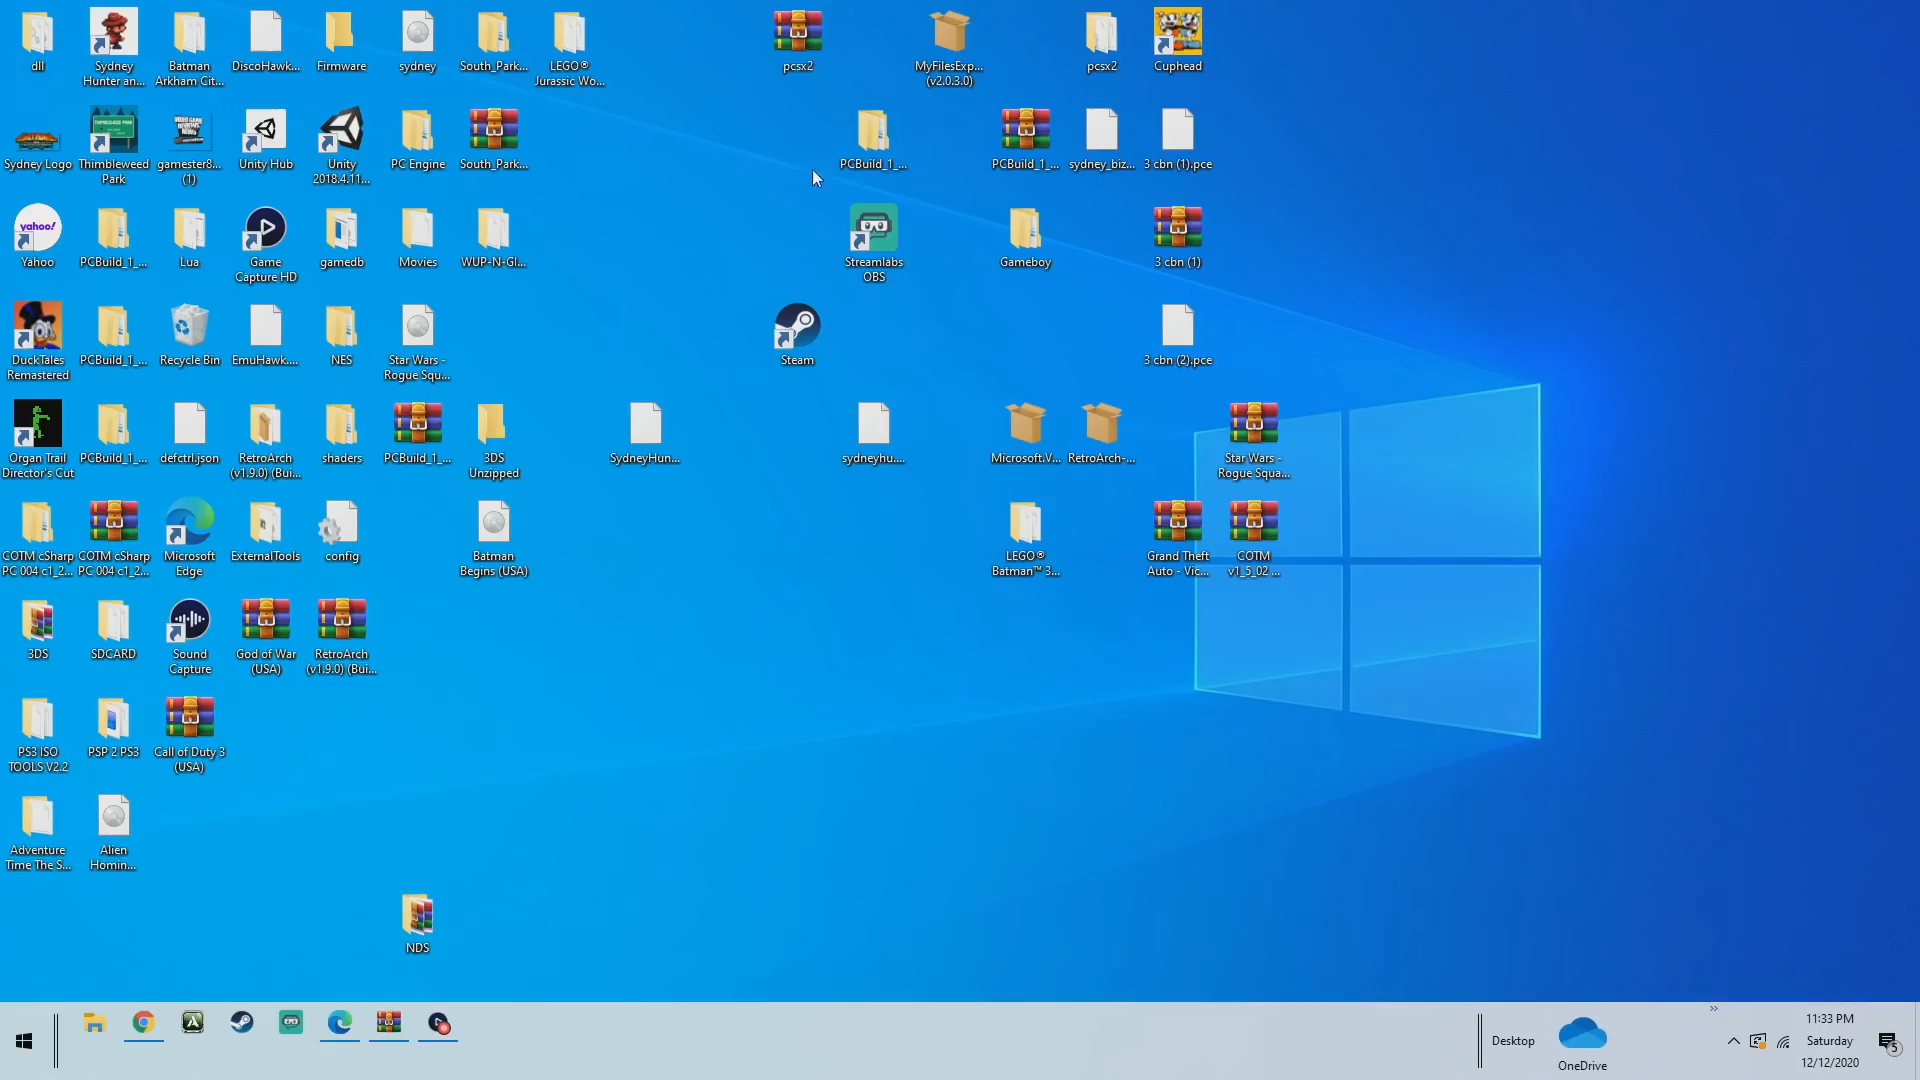 dll
Sydney
Hunter an...
Batman
Arkham Cit...
DiscoHawk...
Firmware
sydney
South_Park...
LEGO®
Jurassic Wo...
pcsx2
MyFilesExp...
(v2.0.3.0)
pcsx2
Cuphead
Sydney Logo
Thimbleweed
Park
gamester8...
(1)
Unity Hub
Unity
2018.4.11...
PC Engine
South_Park...
PCBuild_1_...
PCBuild_1_...
sydney_biz...
3 cbn (1).pce
yahoo!
Yahoo
PCBuild_1_...
Lua
Game
Capture HD
gamedb
Movies
WUP-N-Gl...
Streamlabs
OBS
Gameboy
3 cbn (1)
DuckTales
Remastered
PCBuild_1_...
Recycle Bin
EmuHawk....
NES
Star Wars -
Rogue Squ...
Steam
3 cbn (2).pce
Organ Trail
Director's Cut
PCBuild_1_...
defctrl.json
RetroArch
(v1.9.0) (Bui...
shaders
PCBuild_1_...
3DS
Unzipped
SydneyHun...
sydneyhu....
Microsoft.V...
RetroArch-...
Star Wars -
Rogue Squa...
COTM cSharp
PC 004 c1_2...
COTM cSharp
PC 004 c1_2...
Microsoft
Edge
ExternalTools
config
Batman
Begins (USA)
LEGO®
Batman™ 3...
Grand Theft
Auto - Vic...
COTM
v1_5_02 ...
3DS
SDCARD
Sound
Capture
God of War
(USA)
RetroArch
(v1.9.0) (Bui...
PS3 ISO
TOOLS V2.2
PSP 2 PS3
Call of Duty 3
(USA)
Adventure
Time The S...
Alien
Homin...
NDS
Desktop
OneDrive
11:33 PM
Saturday
12/12/2020
5